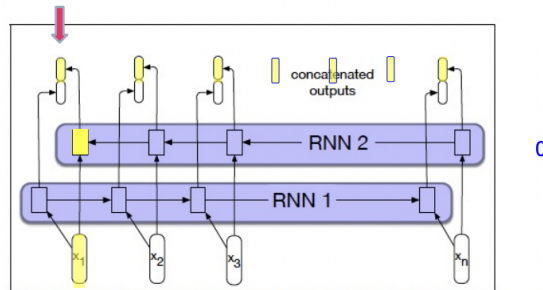 concatenated
outputs
RNN 2
RNN 1
x1
x2
x3
xn